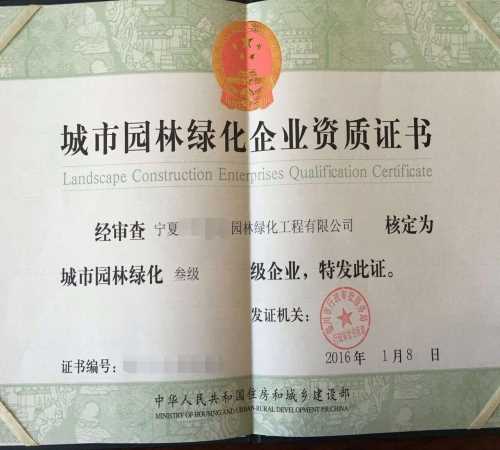 城市园林绿化企业资质证书
Landscape Construction Enterprises Qualification Certificate
经审查 宁夏 园林绿化工程有限公司 核定为
城市园林绿化 叁级 级企业，特发此证。
发证机关：
2016年 1月8日
证书编号：
中华人民共和国住房和城乡建设部
MINISTRY OF HOUSING AND URBAN-RURAL DEVELOPMENT P.R.CHINA